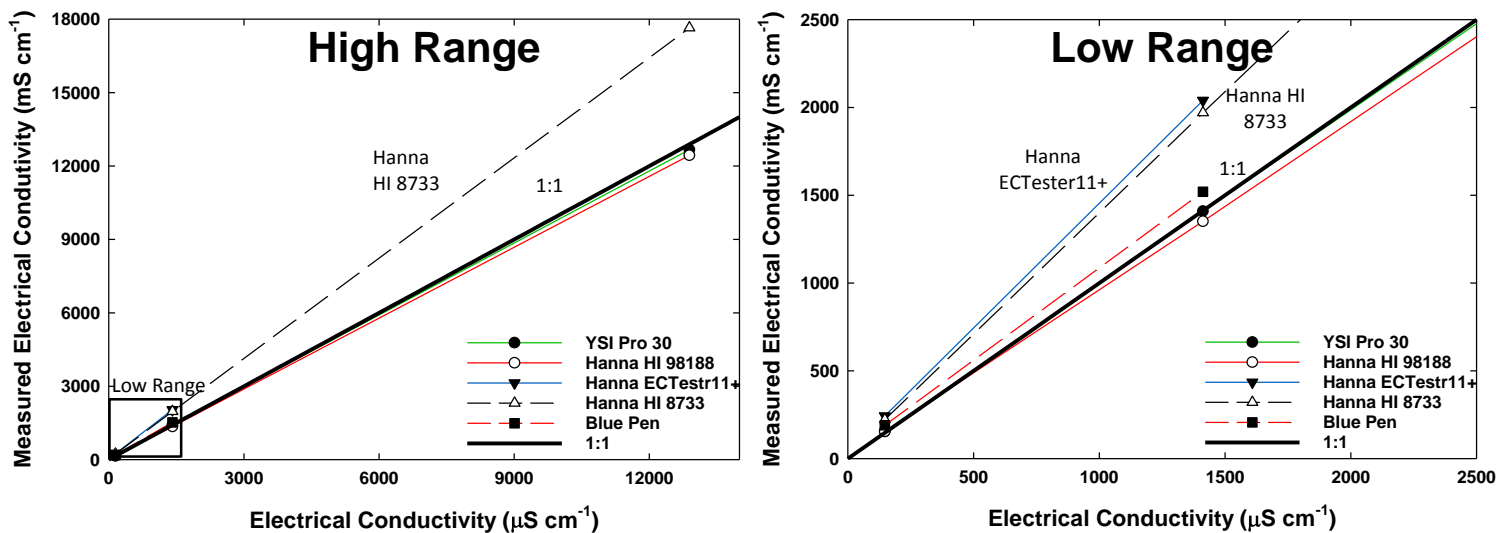 High Range
Measured Electrical Condutivity (mS cm-1)
18000
15000
12000
9000
6000
3000
0
Hanna
HI 8733
1:1
Low Range
YSI Pro 30
Hanna HI 98188
Hanna ECTestr11+
Hanna HI 8733
Blue Pen
1:1
0 3000 6000 9000 12000
Electrical Conductivity (μS cm-1)
Low Range
Measured Electrical Condutivity (mS cm-1)
2500
2000
1500
1000
500
0
Hanna HI
8733
Hanna
ECTester11+
1:1
YSI Pro 30
Hanna HI 98188
Hanna ECTestr11+
Hanna HI 8733
Blue Pen
1:1
0 500 1000 1500 2000 2500
Electrical Conductivity (μS cm-1)